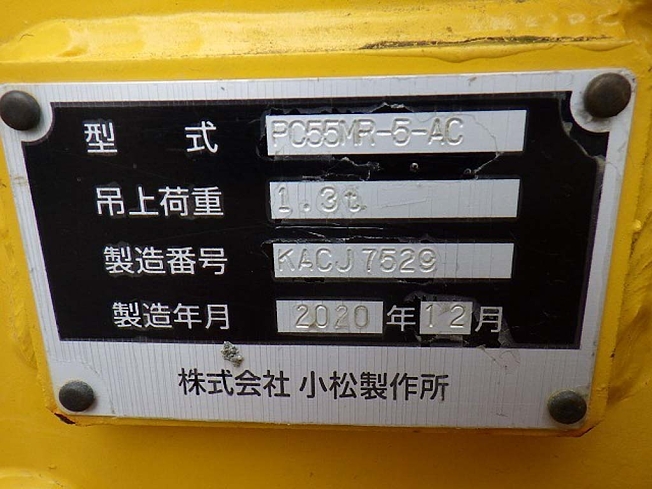 型式 PC55MR-5-AC
吊上荷重 1.3t
製造番号 KACJ7529
製造年月 2020年12月
株式会社 小松製作所